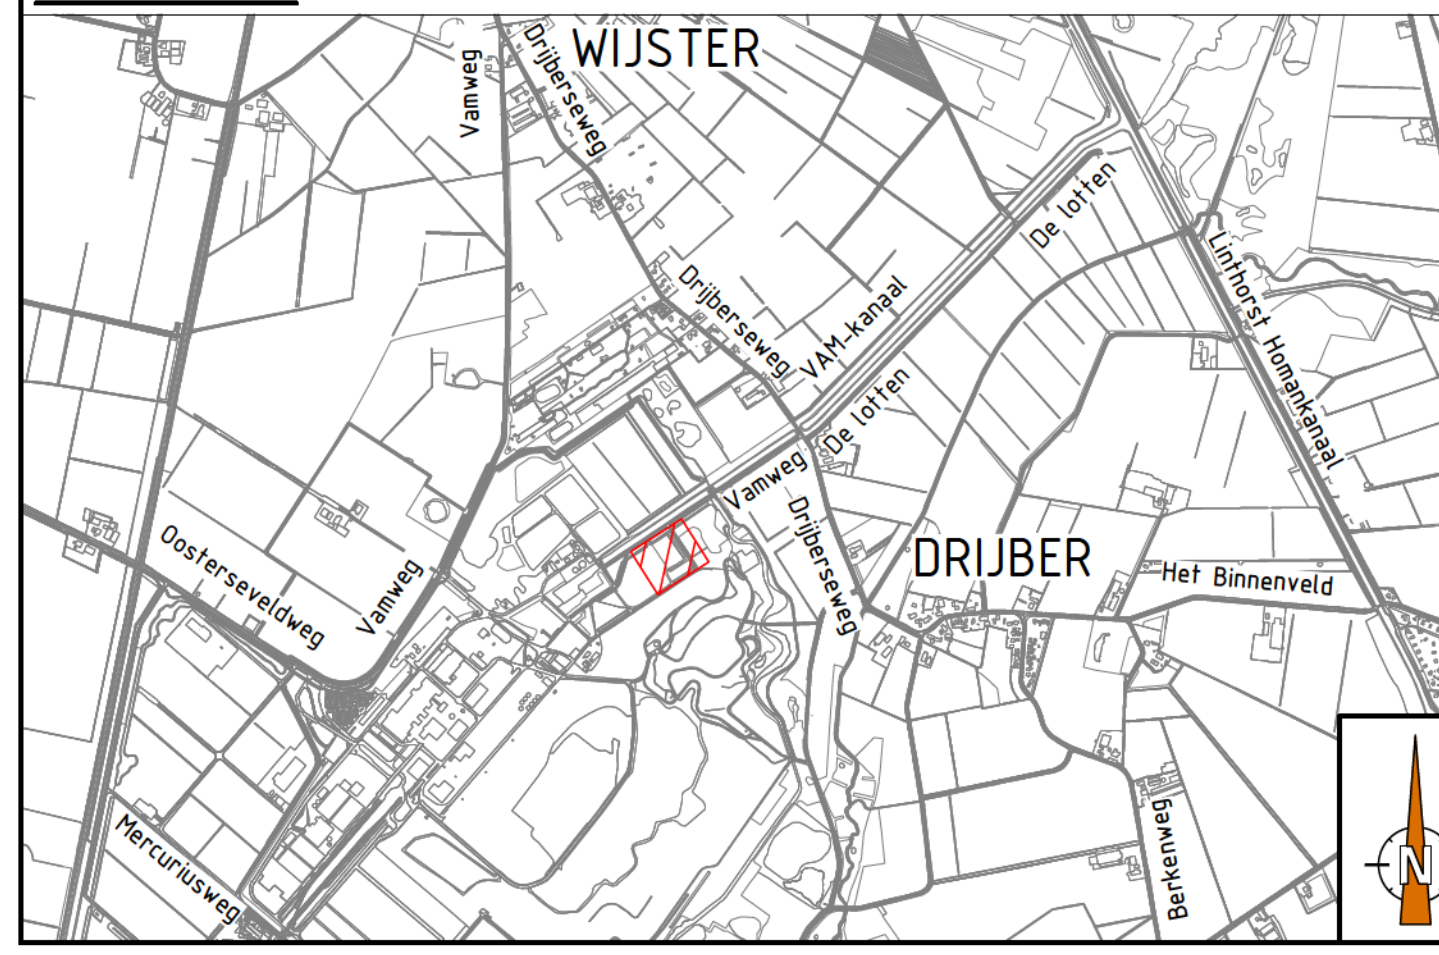 WIJSTER
Drijberseweg
Vamweg
De lotten
Linthorst Homankanaal
Drijberseweg
VAM-kanaal
De lotten
Vamweg
Drijberseweg
Oosterseveldweg
Vamweg
DRIJBER
Het Binnenveld
Mercuriusweg
Berkenweg
N